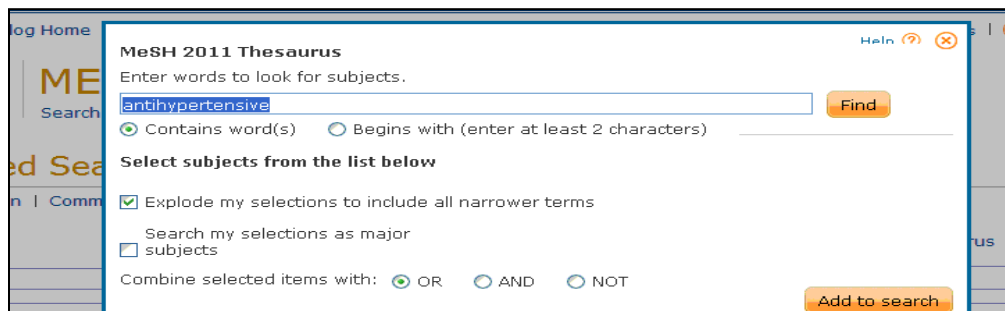 log Home
MeSH 2011 Thesaurus
Help ?
s |
Enter words to look for subjects.
ME
antihypertensive
Find
Search
Contains word(s) Begins with (enter at least 2 characters)
ed Sea
Select subjects from the list below
n | Comm
Explode my selections to include all narrower terms
Search my selections as major
subjects
rus
Combine selected items with: OR AND NOT
Add to search